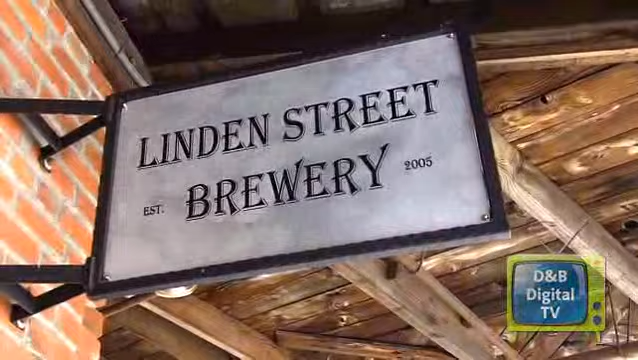 LINDEN STREET
BREWERY
EST. 2005
D&B
Digital
TV